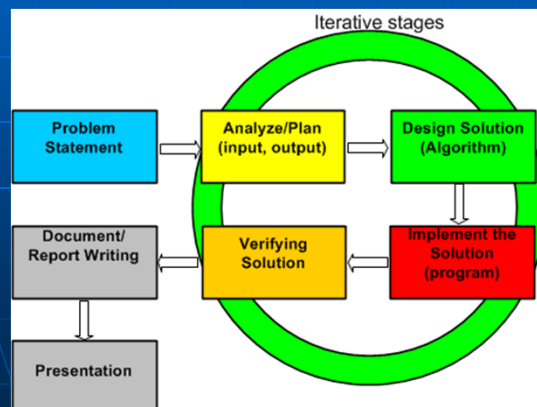 Iterative stages
Problem
Statement
Analyze/Plan
(input, output)
Design Solution
(Algorithm)
Implement the
Solution
(program)
Verifying
Solution
Document/
Report Writing
Presentation